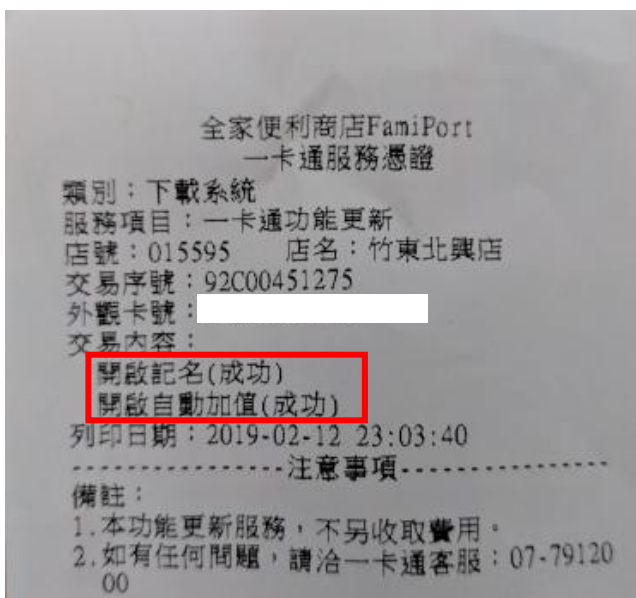 全家便利商店FamiPort
一卡通服務憑證
類別：下載系統
服務項目：一卡通功能更新
店號：015595　店名：竹東北興店
交易序號：92C00451275
外觀卡號：
交易內容：
開啟記名(成功)
開啟自動加值(成功)
列印日期：2019-02-12 23:03:40
----------------注意事項----------------
備註：
1.本功能更新服務，不另收取費用。
2.如有任何問題，請洽一卡通客服：07-79120
00